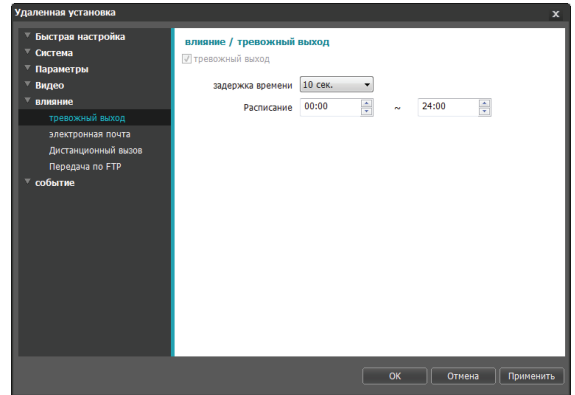 Удаленная установка x
Быстрая настройка
Система
Параметры
Видео
влияние
тревожный выход
электронная почта
Дистанционный вызов
Передача по FTP
событие
влияние / тревожный выход
тревожный выход
задержка времени 10 сек.
Расписание 00:00 ~ 24:00
OK Отмена Применить